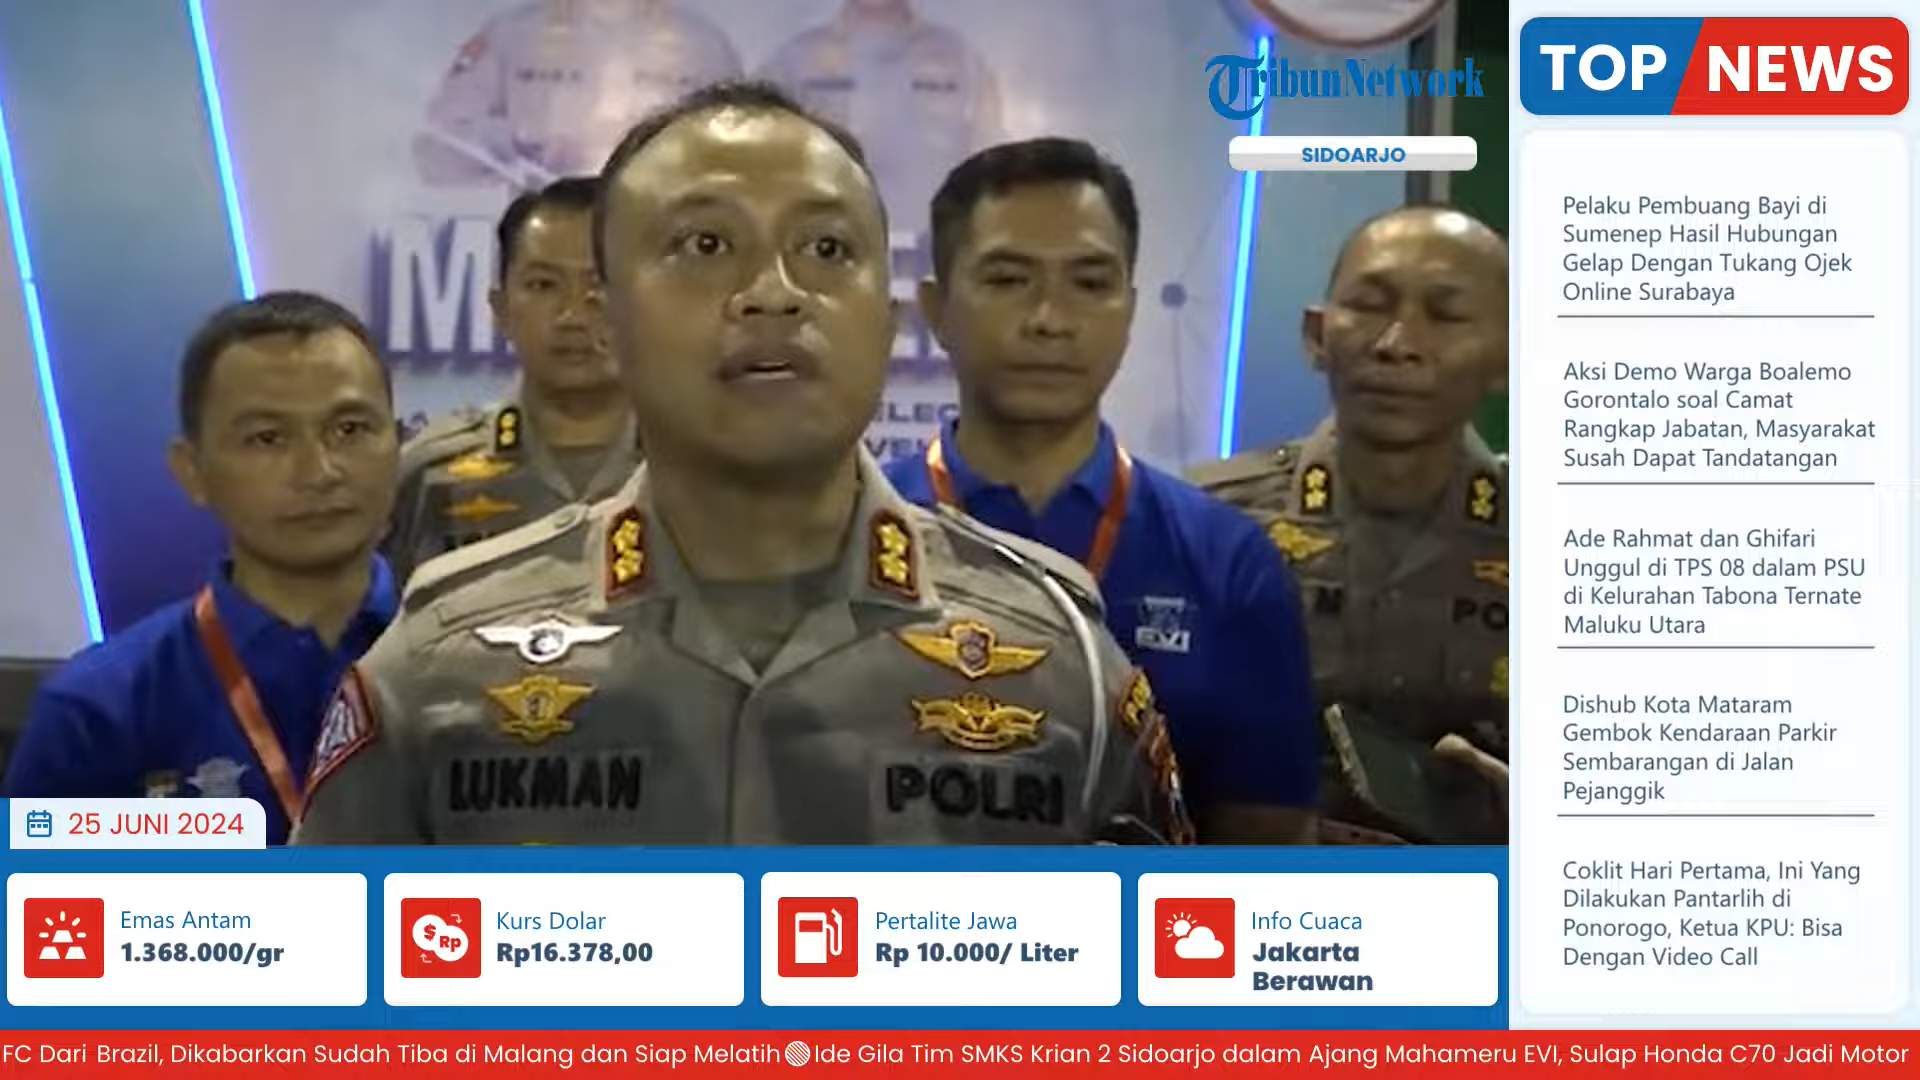 TribunNetwork
SIDOARJO
EVI
LUKMAN
POLRI
25 JUNI 2024
TOP NEWS
Pelaku Pembuang Bayi di
Sumenep Hasil Hubungan
Gelap Dengan Tukang Ojek
Online Surabaya
Aksi Demo Warga Boalemo
Gorontalo soal Camat
Rangkap Jabatan, Masyarakat
Susah Dapat Tandatangan
Ade Rahmat dan Ghifari
Unggul di TPS 08 dalam PSU
di Kelurahan Tabona Ternate
Maluku Utara
Dishub Kota Mataram
Gembok Kendaraan Parkir
Sembarangan di Jalan
Pejanggik
Coklit Hari Pertama, Ini Yang
Dilakukan Pantarlih di
Ponorogo, Ketua KPU: Bisa
Dengan Video Call
Emas Antam
1.368.000/gr
$ Rp
Kurs Dolar
Rp16.378,00
Pertalite Jawa
Rp 10.000/ Liter
Info Cuaca
Jakarta
Berawan
FC Dari Brazil, Dikabarkan Sudah Tiba di Malang dan Siap Melatih Ide Gila Tim SMKS Krian 2 Sidoarjo dalam Ajang Mahameru EVI, Sulap Honda C70 Jadi Motor